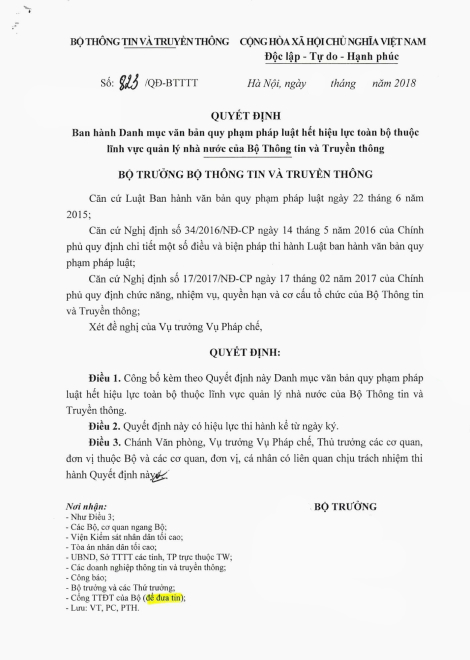 BỘ THÔNG TIN VÀ TRUYỀN THÔNG
CỘNG HÒA XÃ HỘI CHỦ NGHĨA VIỆT NAM
Độc lập - Tự do - Hạnh phúc
Số: 823 /QĐ-BTTTT
Hà Nội, ngày tháng năm 2018
QUYẾT ĐỊNH
Ban hành Danh mục văn bản quy phạm pháp luật hết hiệu lực toàn bộ thuộc
lĩnh vực quản lý nhà nước của Bộ Thông tin và Truyền thông
BỘ TRƯỞNG BỘ THÔNG TIN VÀ TRUYỀN THÔNG
Căn cứ Luật Ban hành văn bản quy phạm pháp luật ngày 22 tháng 6 năm
2015;
Căn cứ Nghị định số 34/2016/NĐ-CP ngày 14 tháng 5 năm 2016 của Chính
phủ quy định chi tiết một số điều và biện pháp thi hành Luật ban hành văn bản quy
phạm pháp luật;
Căn cứ Nghị định số 17/2017/NĐ-CP ngày 17 tháng 02 năm 2017 của Chính
phủ quy định chức năng, nhiệm vụ, quyền hạn và cơ cấu tổ chức của Bộ Thông tin
và Truyền thông;
Xét đề nghị của Vụ trưởng Vụ Pháp chế,
QUYẾT ĐỊNH:
Điều 1. Công bố kèm theo Quyết định này Danh mục văn bản quy phạm pháp
luật hết hiệu lực toàn bộ thuộc lĩnh vực quản lý nhà nước của Bộ Thông tin và
Truyền thông.
Điều 2. Quyết định này có hiệu lực thi hành kể từ ngày ký.
Điều 3. Chánh Văn phòng, Vụ trưởng Vụ Pháp chế, Thủ trưởng các cơ quan,
đơn vị thuộc Bộ và các cơ quan, đơn vị, cá nhân có liên quan chịu trách nhiệm thi
hành Quyết định này.
Nơi nhận:
- Như Điều 3;
- Các Bộ, cơ quan ngang Bộ;
- Viện Kiểm sát nhân dân tối cao;
- Tòa án nhân dân tối cao;
- UBND, Sở TTTT các tỉnh, TP trực thuộc TW;
- Các doanh nghiệp thông tin và truyền thông;
- Công báo;
- Bộ trưởng và các Thứ trưởng;
- Cổng TTĐT của Bộ (để đưa tin);
- Lưu: VT, PC, PTH.
BỘ TRƯỞNG